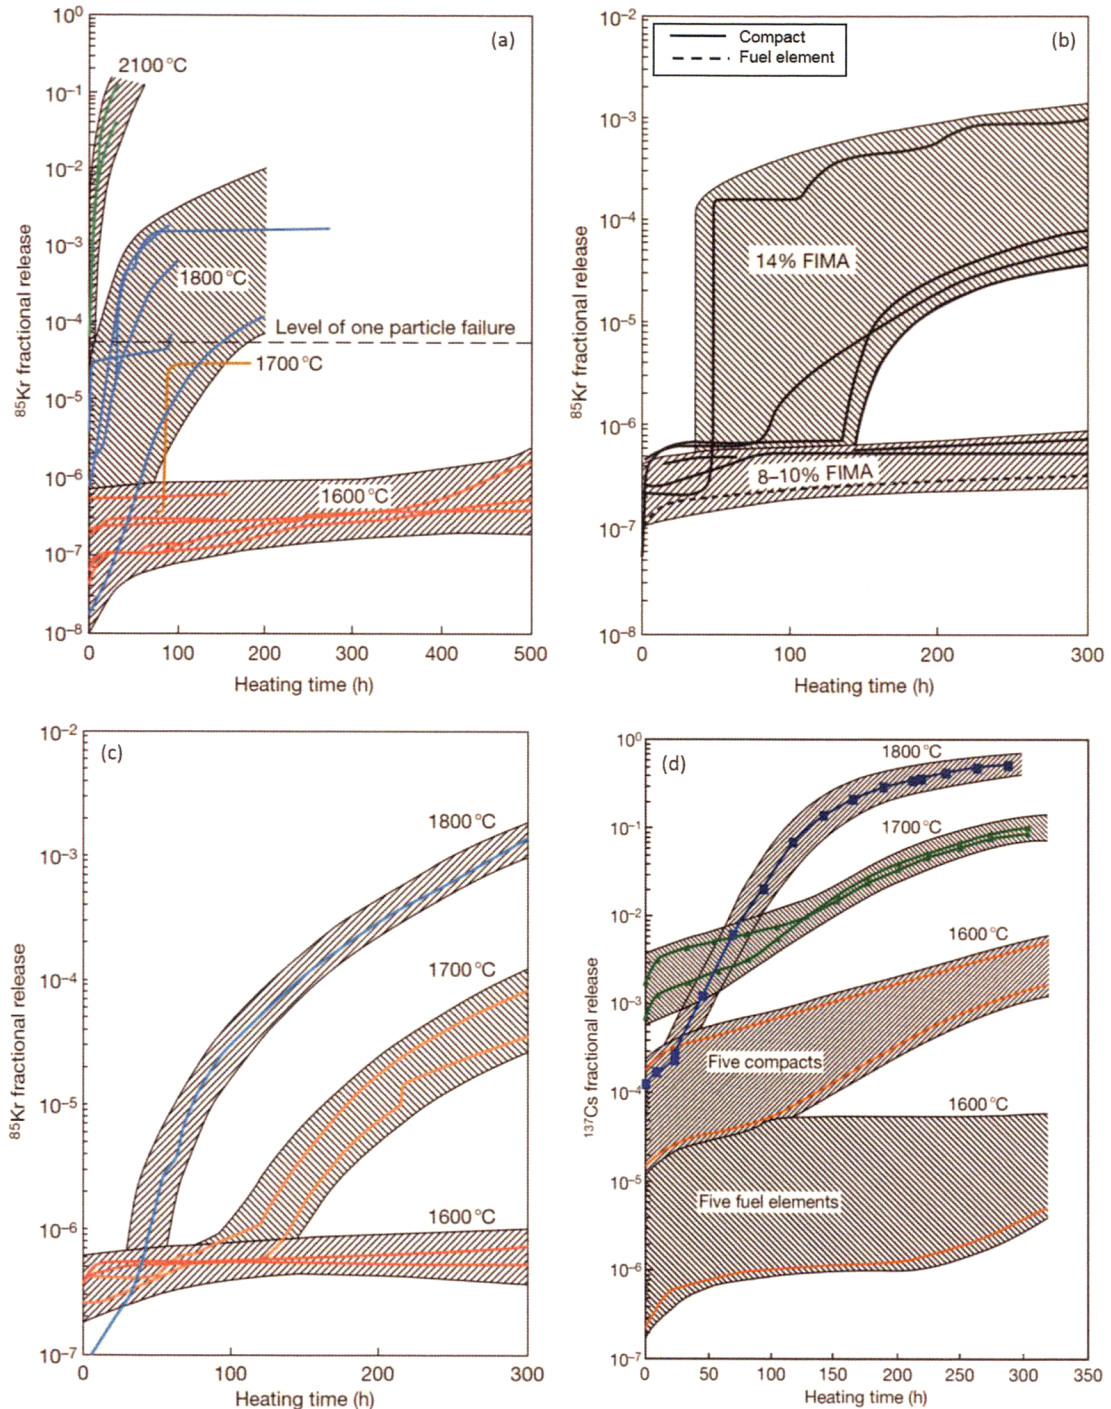 (a)
10⁰
10⁻¹
10⁻²
10⁻³
10⁻⁴
10⁻⁵
10⁻⁶
10⁻⁷
10⁻⁸
⁸⁵Kr fractional release
2100 °C
1800 °C
Level of one particle failure
1700 °C
1600 °C
0 100 200 300 400 500
Heating time (h)
(b)
Compact
Fuel element
10⁻²
10⁻³
10⁻⁴
10⁻⁵
10⁻⁶
10⁻⁷
10⁻⁸
⁸⁵Kr fractional release
14% FIMA
8–10% FIMA
0 100 200 300
Heating time (h)
(c)
10⁻²
10⁻³
10⁻⁴
10⁻⁵
10⁻⁶
10⁻⁷
⁸⁵Kr fractional release
1800 °C
1700 °C
1600 °C
0 100 200 300
Heating time (h)
(d)
10⁰
10⁻¹
10⁻²
10⁻³
10⁻⁴
10⁻⁵
10⁻⁶
10⁻⁷
¹³⁷Cs fractional release
1800 °C
1700 °C
1600 °C
Five compacts
1600 °C
Five fuel elements
0 50 100 150 200 250 300 350
Heating time (h)